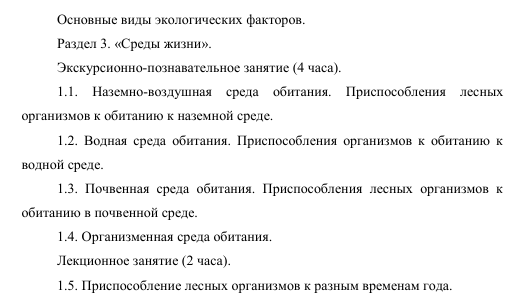 Основные виды экологических факторов.
Раздел 3. «Среды жизни».
Экскурсионно-познавательное занятие (4 часа).
1.1. Наземно-воздушная среда обитания. Приспособления лесных
организмов к обитанию к наземной среде.
1.2. Водная среда обитания. Приспособления организмов к обитанию к
водной среде.
1.3. Почвенная среда обитания. Приспособления лесных организмов к
обитанию в почвенной среде.
1.4. Организменная среда обитания.
Лекционное занятие (2 часа).
1.5. Приспособление лесных организмов к разным временам года.